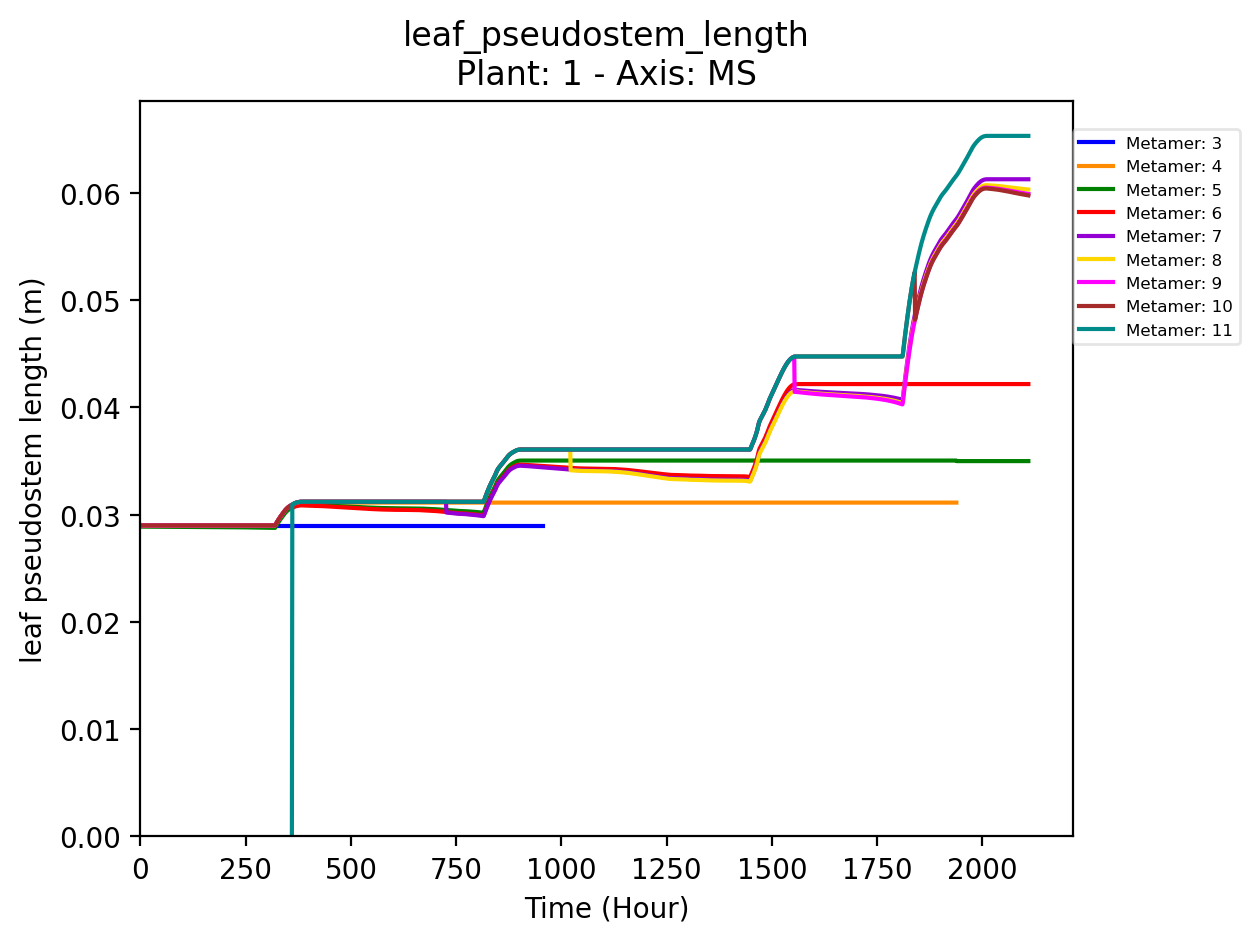 leaf_pseudostem_length
Plant: 1 - Axis: MS
leaf pseudostem length (m)
0.06
0.05
0.04
0.03
0.02
0.01
0.00
0 250 500 750 1000 1250 1500 1750 2000
Time (Hour)
Metamer: 3
Metamer: 4
Metamer: 5
Metamer: 6
Metamer: 7
Metamer: 8
Metamer: 9
Metamer: 10
Metamer: 11